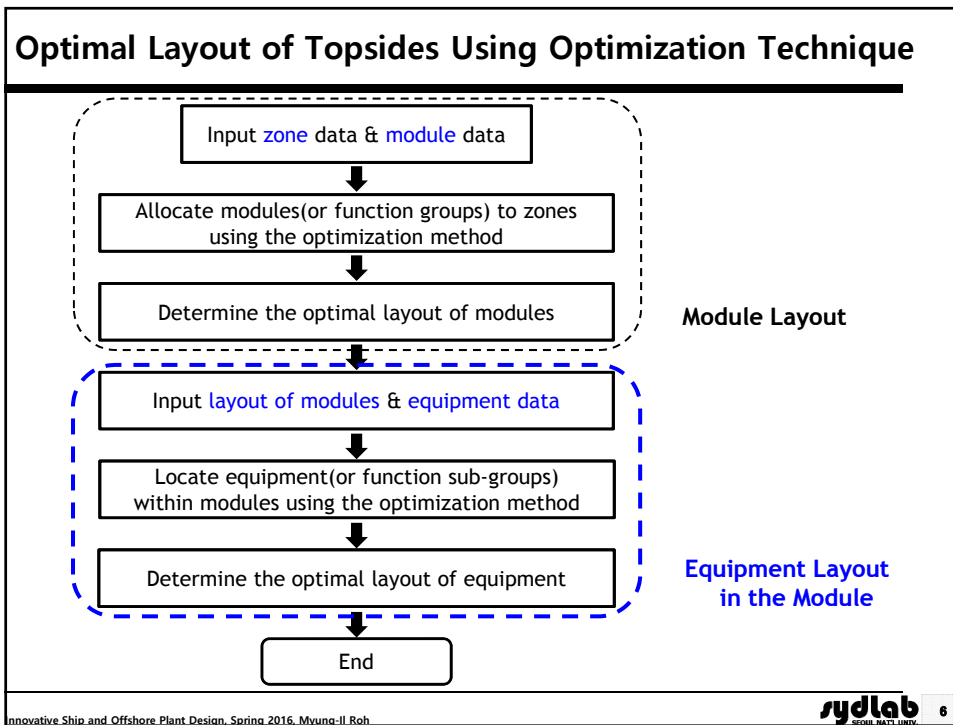 Optimal Layout of Topsides Using Optimization Technique
Input zone data & module data
Allocate modules(or function groups) to zones
using the optimization method
Determine the optimal layout of modules
Module Layout
Input layout of modules & equipment data
Locate equipment(or function sub-groups)
within modules using the optimization method
Determine the optimal layout of equipment
Equipment Layout
in the Module
End
nnovative Ship and Offshore Plant Design, Spring 2016, Myung-Il Roh
sydlab
SEOUL NAT'L UNIV.
6